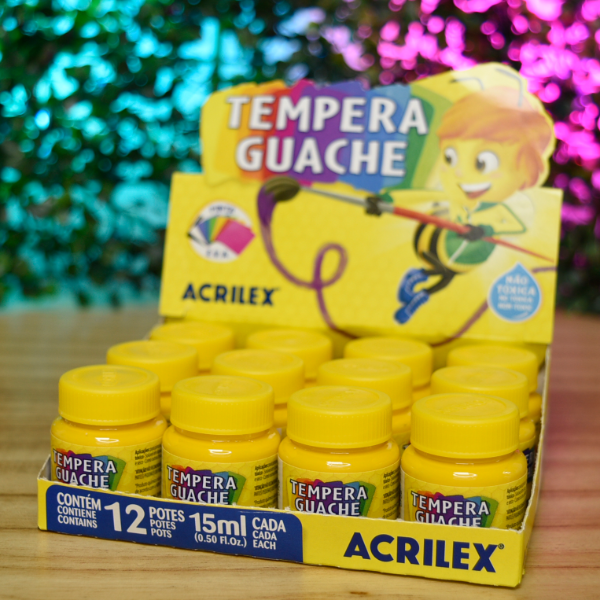 TEMPERA
GUACHE
ACRILEX
NÃO
TÓXICA
TEMPERA
GUACHE
TEMPERA
GUACHE
TEMPERA
GUACHE
TEMPERA
GUACHE
CONTÉM
CONTIENE
CONTAINS
12 POTES
POTES
POTS
15ml
(0.50 Fl.Oz.)
CADA
CADA
EACH
ACRILEX®